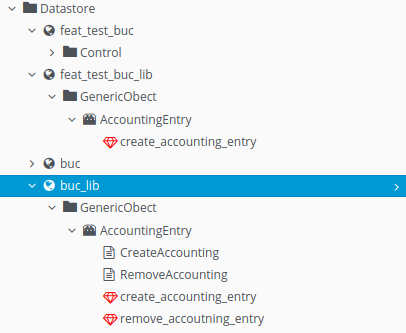 Datastore
feat_test_buc
Control
feat_test_buc_lib
GenericObect
AccountingEntry
create_accounting_entry
buc
buc_lib
GenericObect
AccountingEntry
CreateAccounting
RemoveAccounting
create_accounting_entry
remove_accoutning_entry